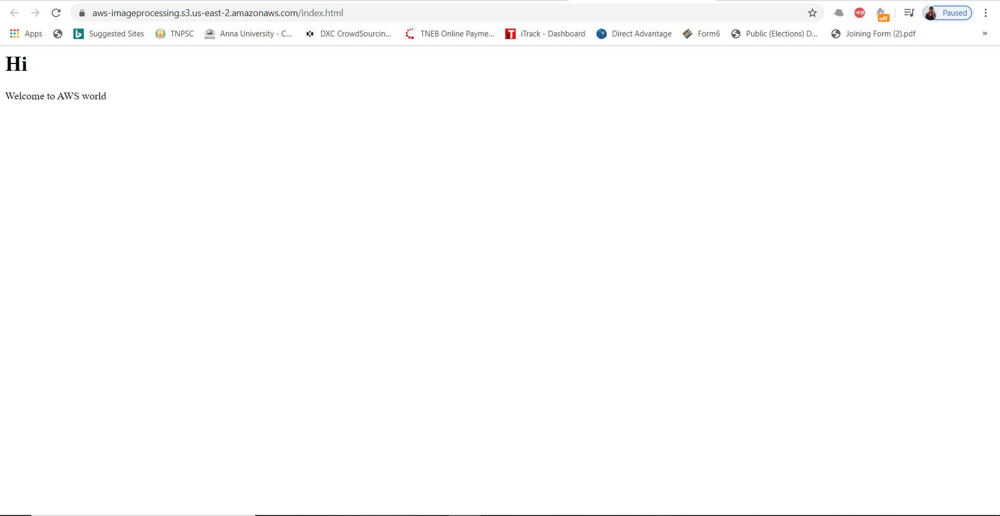 aws-imageprocessing.s3.us-east-2.amazonaws.com/index.html off Paused
Apps Suggested Sites TNPSC Anna University - C... DXC CrowdSourcin... TNEB Online Payme... iTrack - Dashboard Direct Advantage Form6 Public (Elections) D... Joining Form (2).pdf »
Hi
Welcome to AWS world